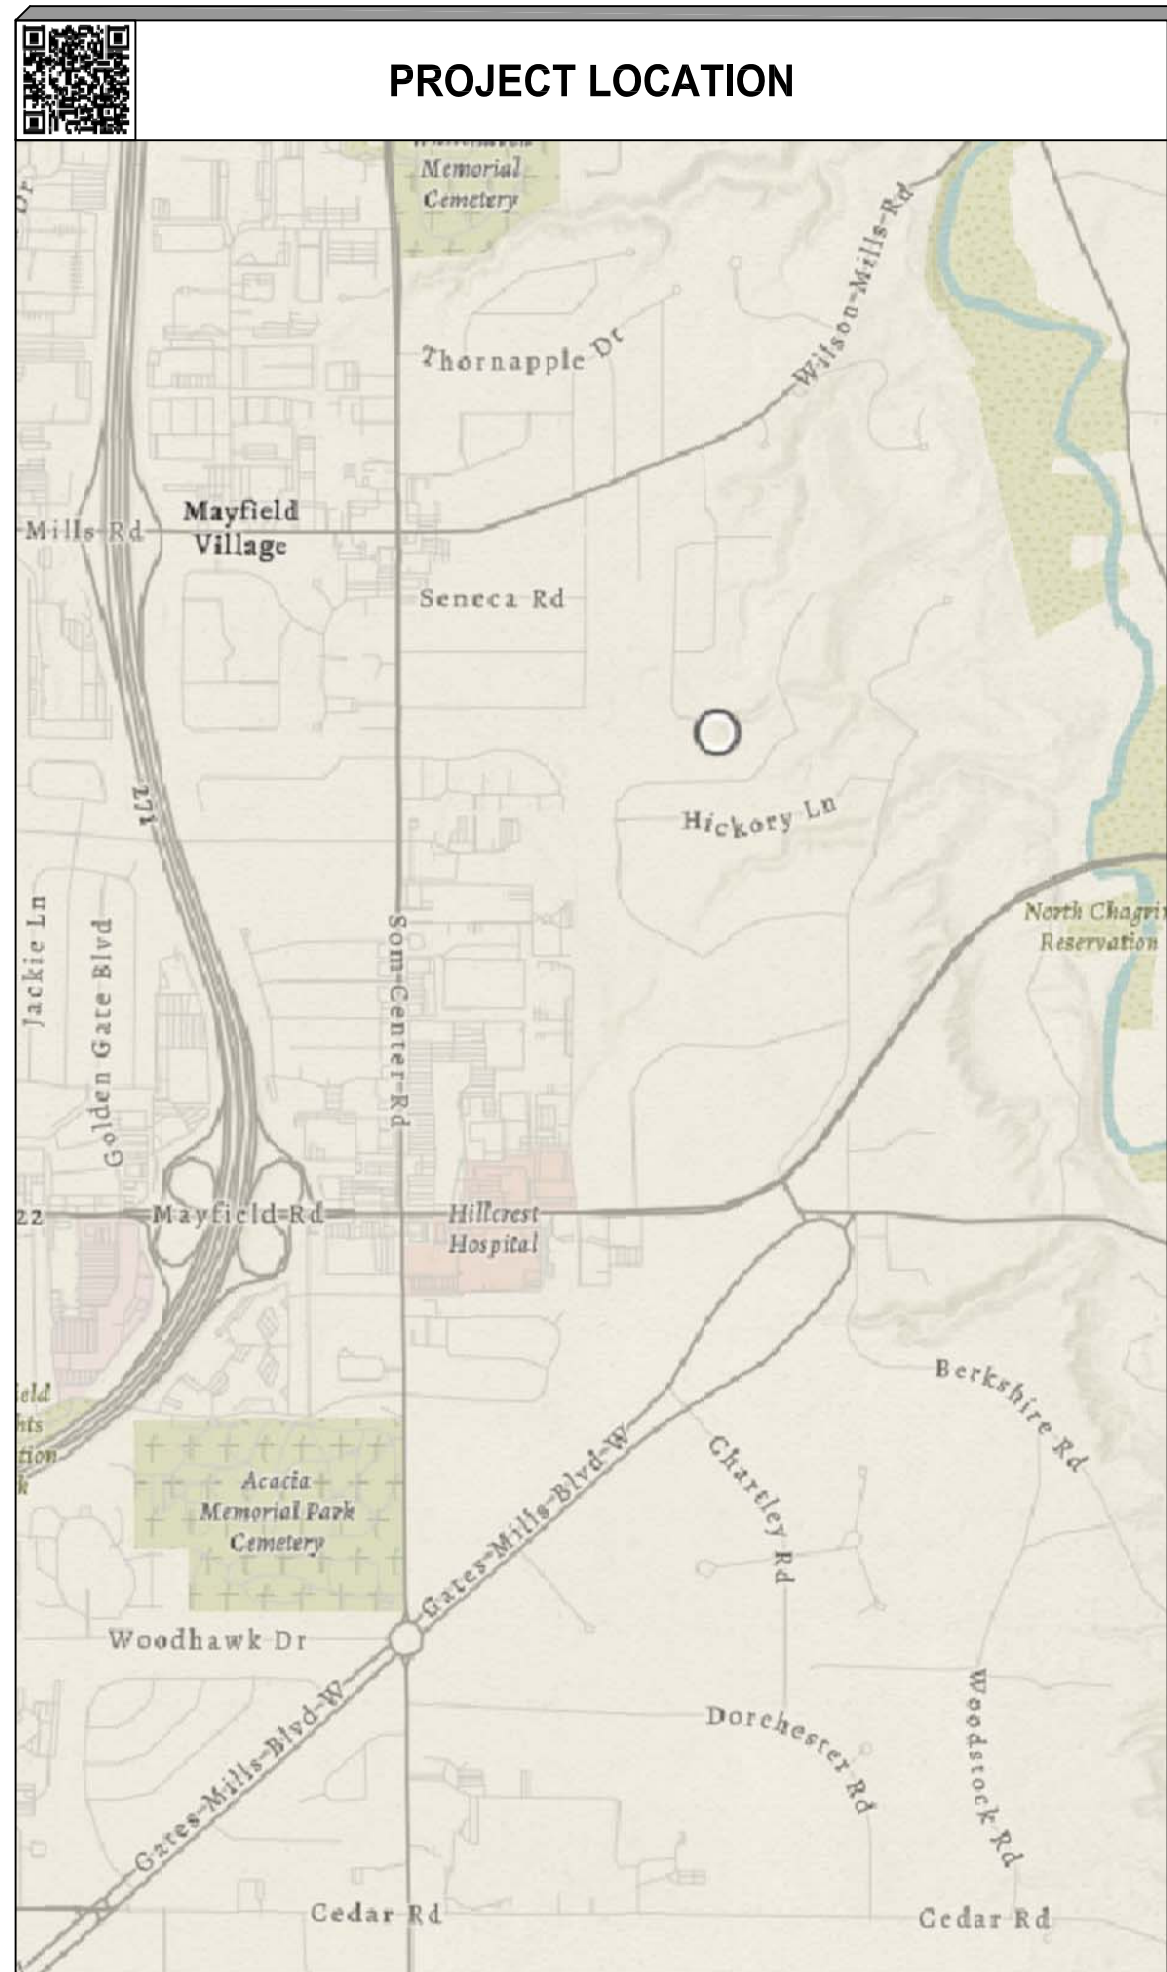 PROJECT LOCATION
Memorial
Cemetery
Dr
Wilson-Mills-Rd
Thornapple Dr
Mayfield
Village
Mills Rd
Seneca Rd
271
Hickory Ln
Jackie Ln
Golden Gate Blvd
Som-Center-Rd
North Chagrin
Reservation
22
Mayfield-Rd
Hillcrest
Hospital
Berkshire Rd
Acacia
Memorial Park
Cemetery
Chartley Rd
Gates-Mills-Blvd-W
Woodhawk Dr
Gates-Mills-Blvd-W
Dorchester Rd
Woodstock Rd
Cedar Rd
Cedar Rd